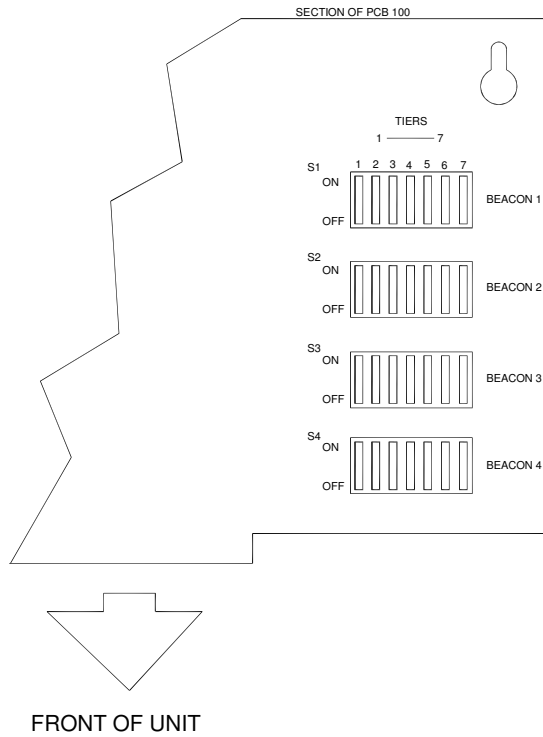 SECTION OF PCB 100
TIERS
1 7
S1 1 2 3 4 5 6 7
ON
BEACON 1
OFF
S2
ON
BEACON 2
OFF
S3
ON
BEACON 3
OFF
S4
ON
BEACON 4
OFF
FRONT OF UNIT